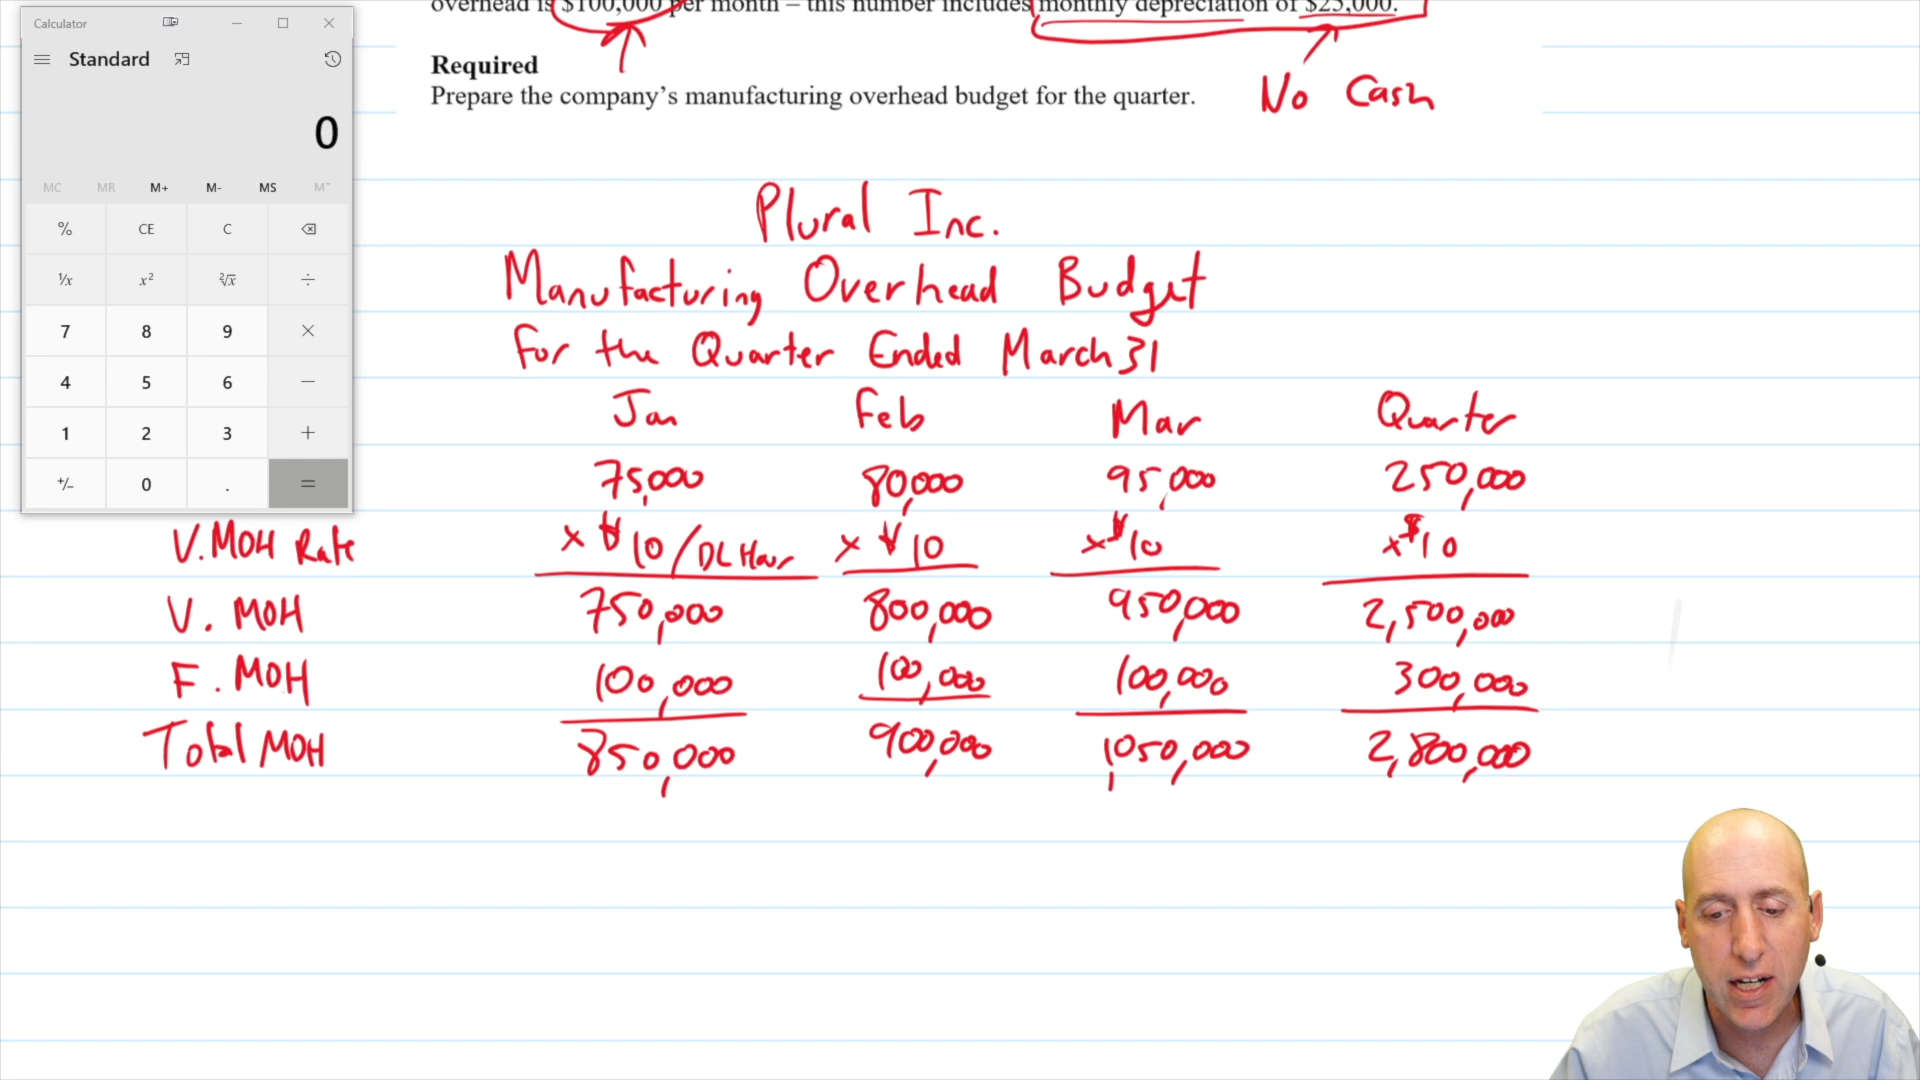 Calculator
Standard
0
MC MR M+ M- MS M˅
% CE C ⌫
¹/x x² ²√x ÷
7 8 9 ×
4 5 6 −
1 2 3 +
+/− 0 . =
overhead is $100,000 per month – this number includes monthly depreciation of $25,000.
Required
Prepare the company's manufacturing overhead budget for the quarter.
No Cash
Plural Inc.
Manufacturing Overhead Budget
For the Quarter Ended March 31
Jan Feb Mar Quarter
75,000 80,000 95,000 250,000
V. MOH Rate x $10/DL Hour x $10 x $10 x $10
V. MOH 750,000 800,000 950,000 2,500,000
F. MOH 100,000 100,000 100,000 300,000
Total MOH 850,000 900,000 1,050,000 2,800,000